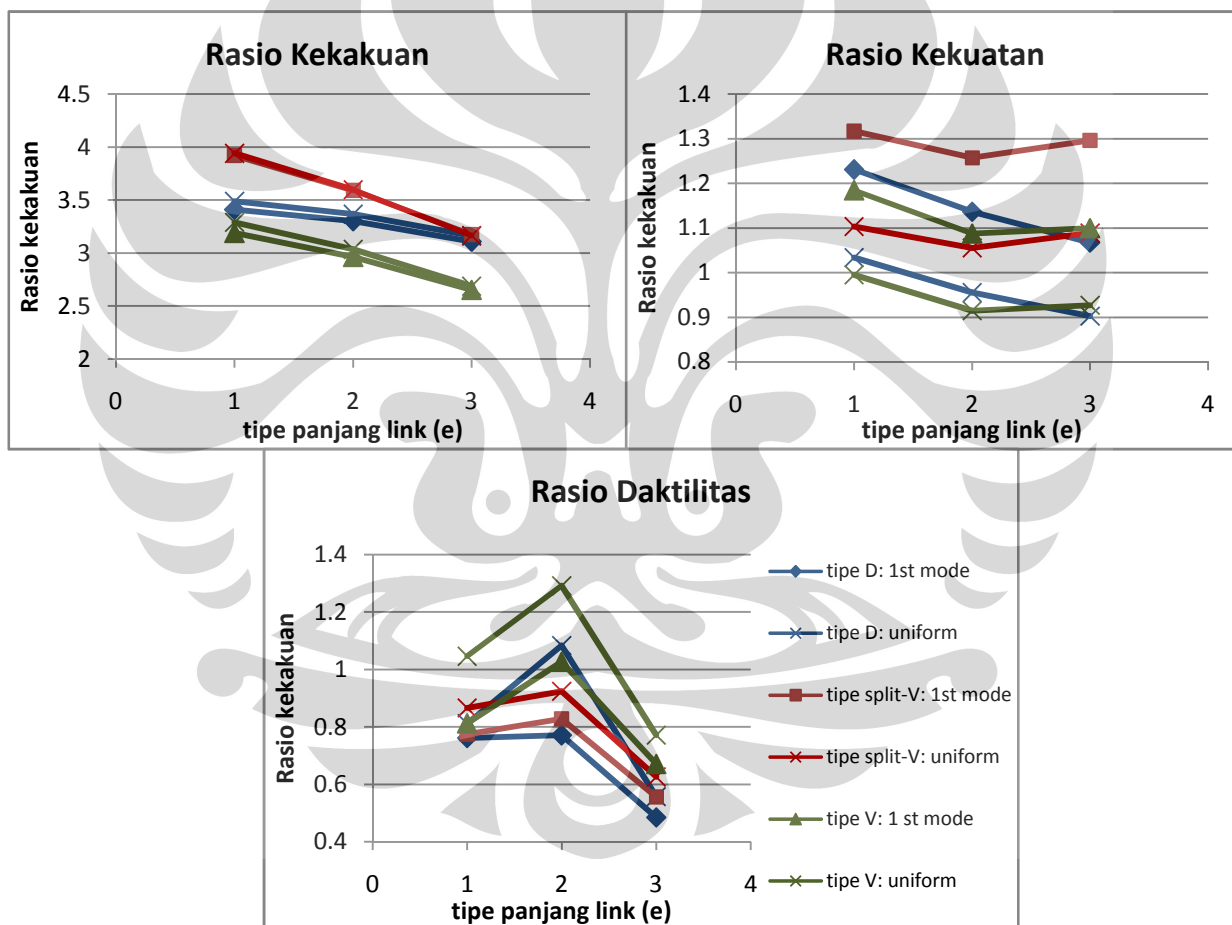 Rasio Kekakuan
Rasio kekakuan
4.5
4
3.5
3
2.5
2
0 1 2 3 4
tipe panjang link (e)
Rasio Kekuatan
Rasio kekakuan
1.4
1.3
1.2
1.1
1
0.9
0.8
0 1 2 3 4
tipe panjang link (e)
Rasio Daktilitas
Rasio kekakuan
1.4
1.2
1
0.8
0.6
0.4
0 1 2 3 4
tipe panjang link (e)
tipe D: 1st mode
tipe D: uniform
tipe split-V: 1st mode
tipe split-V: uniform
tipe V: 1 st mode
tipe V: uniform